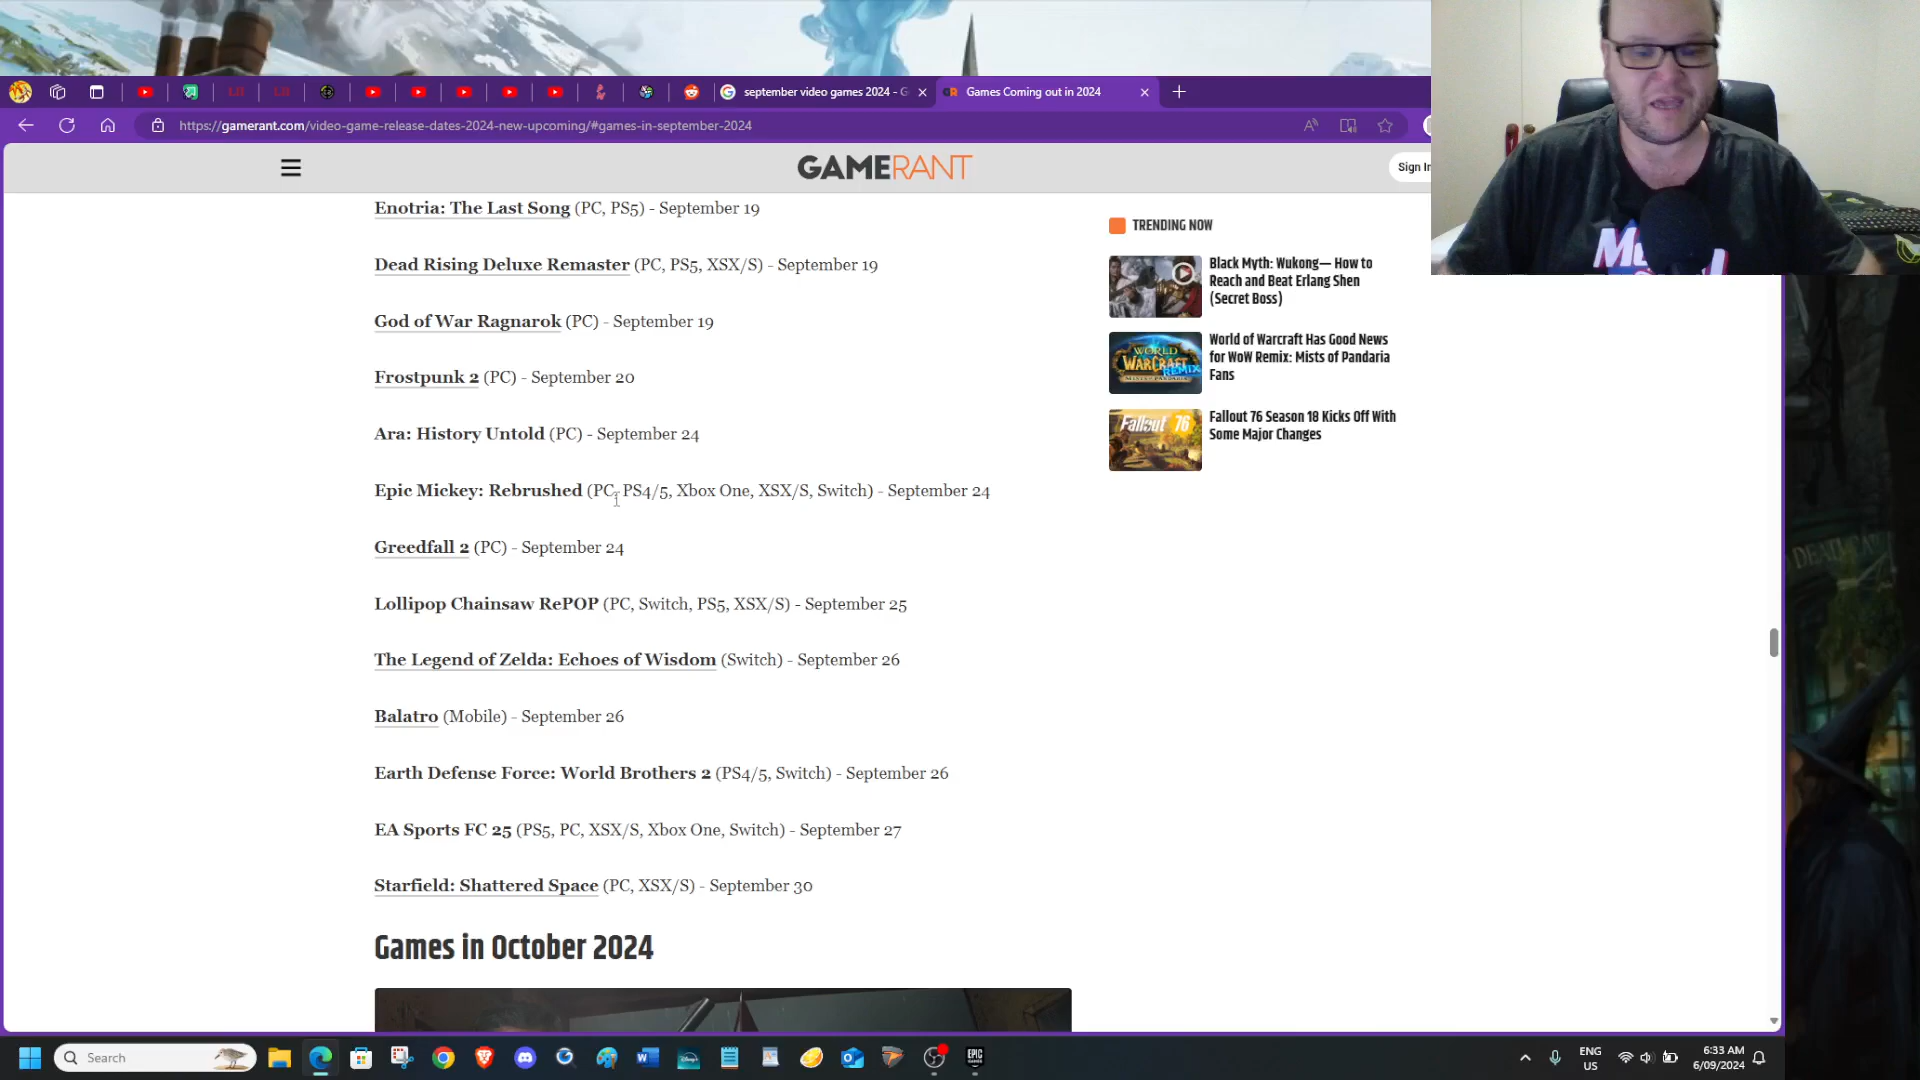 september video games 2024 - G
Games Coming out in 2024
https://gamerant.com/video-game-release-dates-2024-new-upcoming/#games-in-september-2024
GAMERANT
Sign In
Enotria: The Last Song (PC, PS5) - September 19
Dead Rising Deluxe Remaster (PC, PS5, XSX/S) - September 19
God of War Ragnarok (PC) - September 19
Frostpunk 2 (PC) - September 20
Ara: History Untold (PC) - September 24
Epic Mickey: Rebrushed (PC, PS4/5, Xbox One, XSX/S, Switch) - September 24
Greedfall 2 (PC) - September 24
Lollipop Chainsaw RePOP (PC, Switch, PS5, XSX/S) - September 25
The Legend of Zelda: Echoes of Wisdom (Switch) - September 26
Balatro (Mobile) - September 26
Earth Defense Force: World Brothers 2 (PS4/5, Switch) - September 26
EA Sports FC 25 (PS5, PC, XSX/S, Xbox One, Switch) - September 27
Starfield: Shattered Space (PC, XSX/S) - September 30
Games in October 2024
TRENDING NOW
Black Myth: Wukong— How to
Reach and Beat Erlang Shen
(Secret Boss)
World of Warcraft Has Good News
for WoW Remix: Mists of Pandaria
Fans
WORLD
WARCRAFT
REMIX
Fallout 76 Season 18 Kicks Off With
Some Major Changes
Fallout 76
Search
ENG
US
6:33 AM
6/09/2024